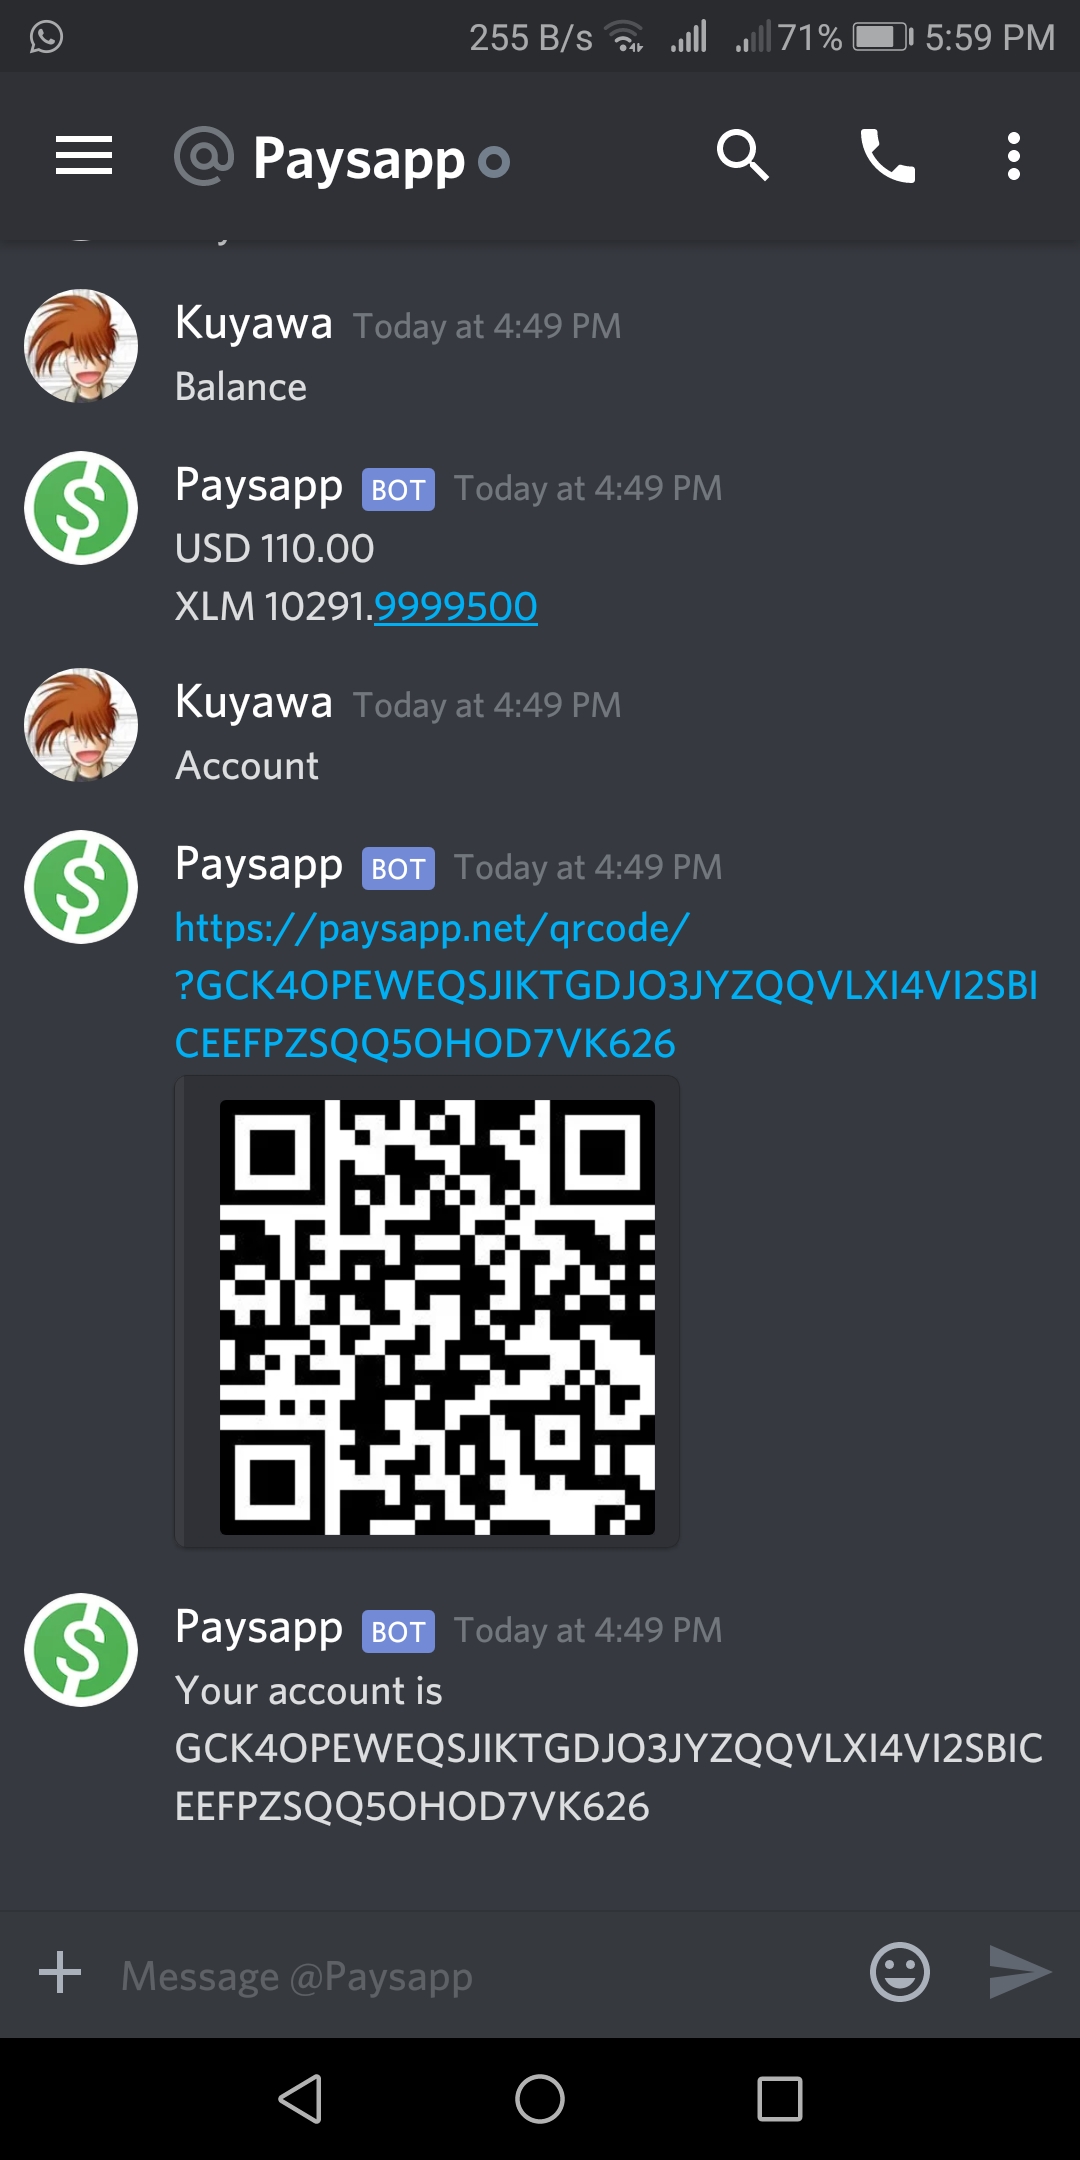 255 B/s 71% 5:59 PM
@ Paysapp
Kuyawa Today at 4:49 PM
Balance
Paysapp BOT Today at 4:49 PM
USD 110.00
XLM 10291.9999500
Kuyawa Today at 4:49 PM
Account
Paysapp BOT Today at 4:49 PM
https://paysapp.net/qrcode/
?GCK4OPEWEQSJIKTGDJO3JYZQQVLXI4VI2SBI
CEEFPZSQQ5OHOD7VK626
Paysapp BOT Today at 4:49 PM
Your account is
GCK4OPEWEQSJIKTGDJO3JYZQQVLXI4VI2SBIC
EEFPZSQQ5OHOD7VK626
Message @Paysapp